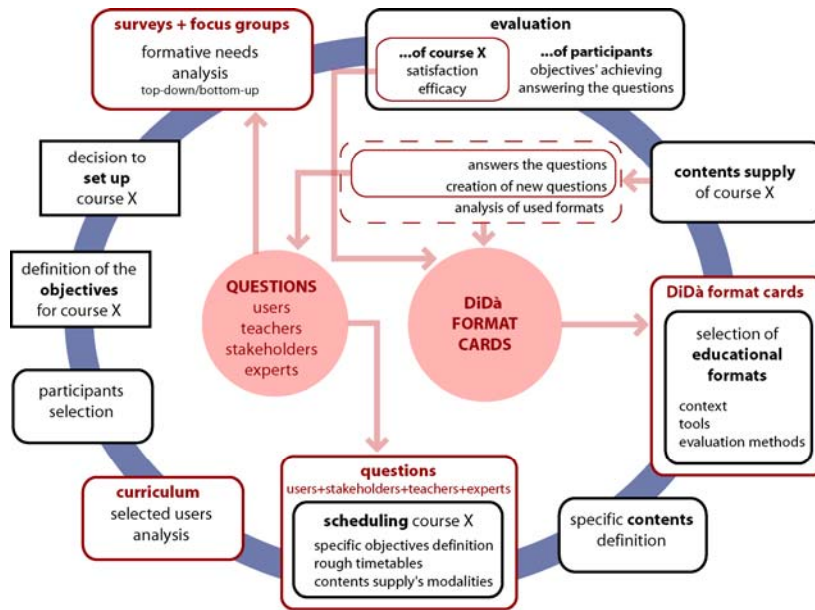 surveys + focus groups
formative needs
analysis
top-down/bottom-up
evaluation
...of course X
satisfaction
efficacy
...of participants
objectives' achieving
answering the questions
decision to
set up
course X
answers the questions
creation of new questions
analysis of used formats
contents supply
of course X
definition of the
objectives
for course X
QUESTIONS
users
teachers
stakeholders
experts
DiDà
FORMAT
CARDS
DiDà format cards
selection of
educational
formats
context
tools
evaluation methods
participants
selection
curriculum
selected users
analysis
questions
users+stakeholders+teachers+experts
scheduling course X
specific objectives definition
rough timetables
contents supply's modalities
specific contents
definition